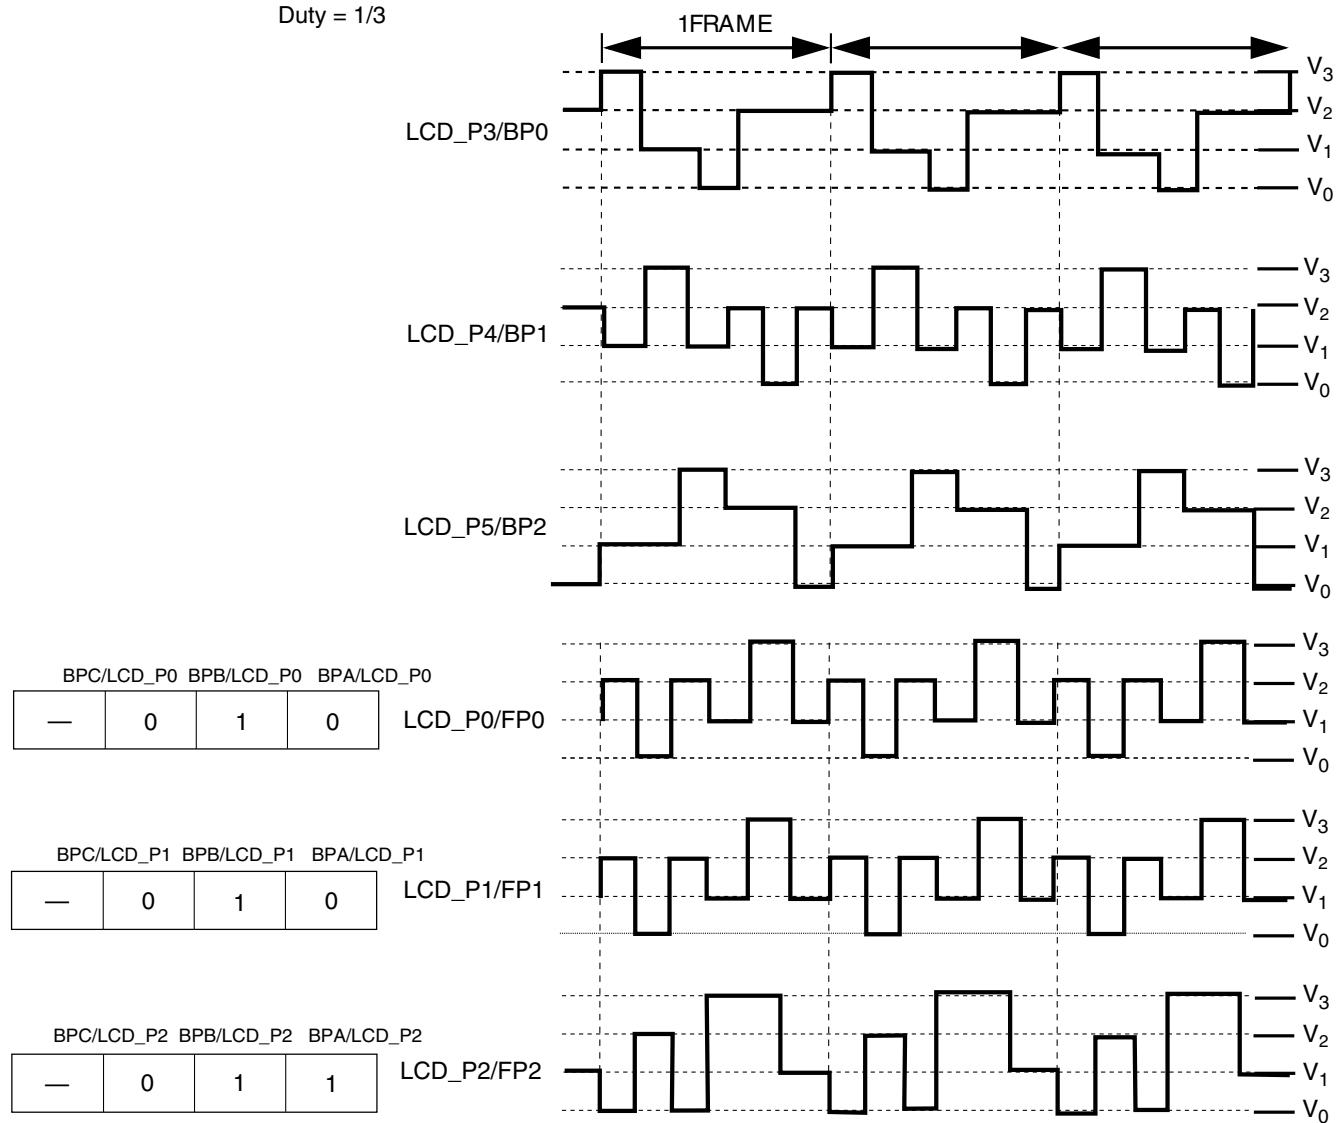 Duty = 1/3
1FRAME
LCD_P3/BP0
V3
V2
V1
V0
LCD_P4/BP1
V3
V2
V1
V0
LCD_P5/BP2
V3
V2
V1
V0
BPC/LCD_P0 BPB/LCD_P0 BPA/LCD_P0
— 0 1 0
LCD_P0/FP0
V3
V2
V1
V0
BPC/LCD_P1 BPB/LCD_P1 BPA/LCD_P1
— 0 1 0
LCD_P1/FP1
V3
V2
V1
V0
BPC/LCD_P2 BPB/LCD_P2 BPA/LCD_P2
— 0 1 1
LCD_P2/FP2
V3
V2
V1
V0